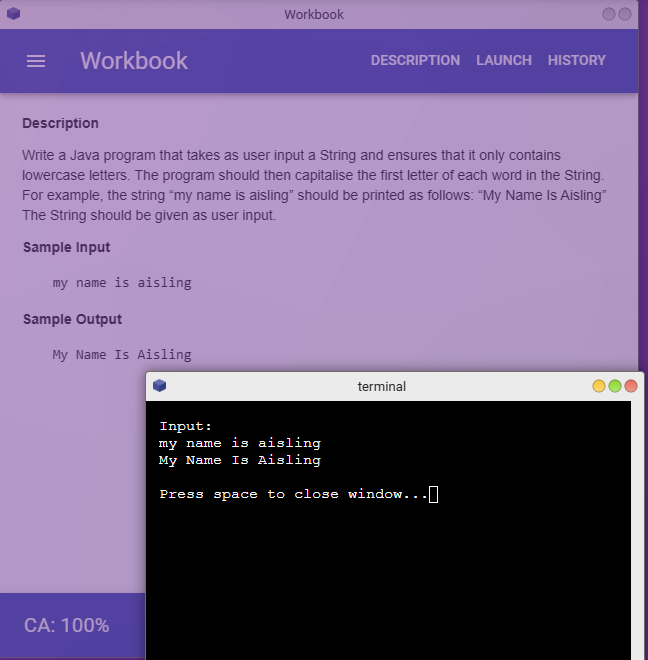 Workbook
Workbook DESCRIPTION LAUNCH HISTORY
Description
Write a Java program that takes as user input a String and ensures that it only contains
lowercase letters. The program should then capitalise the first letter of each word in the String.
For example, the string “my name is aisling” should be printed as follows: “My Name Is Aisling”
The String should be given as user input.
Sample Input
my name is aisling
Sample Output
My Name Is Aisling
terminal
Input:
my name is aisling
My Name Is Aisling
Press space to close window...
CA: 100%